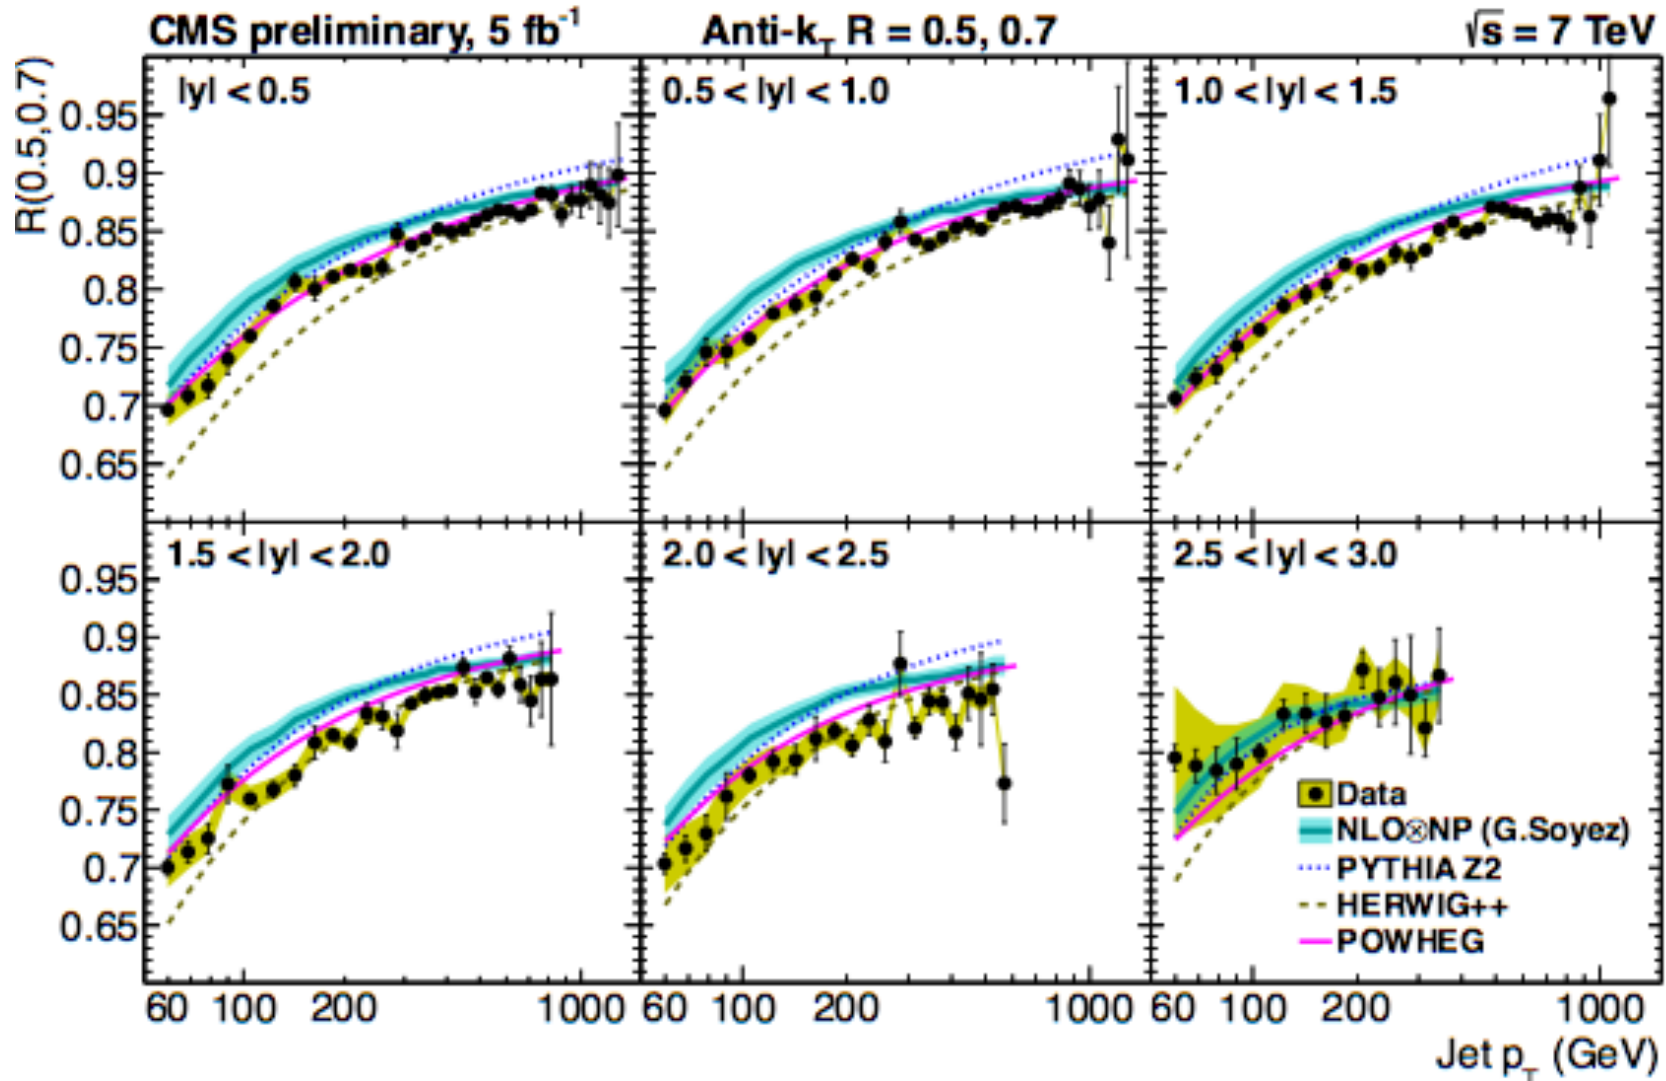 CMS preliminary, 5 fb⁻¹ Anti-k_T R = 0.5, 0.7 √s = 7 TeV
R(0.5,0.7)
|y| < 0.5 0.5 < |y| < 1.0 1.0 < |y| < 1.5
0.95
0.9
0.85
0.8
0.75
0.7
0.65
1.5 < |y| < 2.0 2.0 < |y| < 2.5 2.5 < |y| < 3.0
0.95
0.9
0.85
0.8
0.75
0.7
0.65
Data
NLO⊗NP (G.Soyez)
PYTHIA Z2
HERWIG++
POWHEG
60 100 200 1000 60 100 200 1000 60 100 200 1000
Jet p_T (GeV)